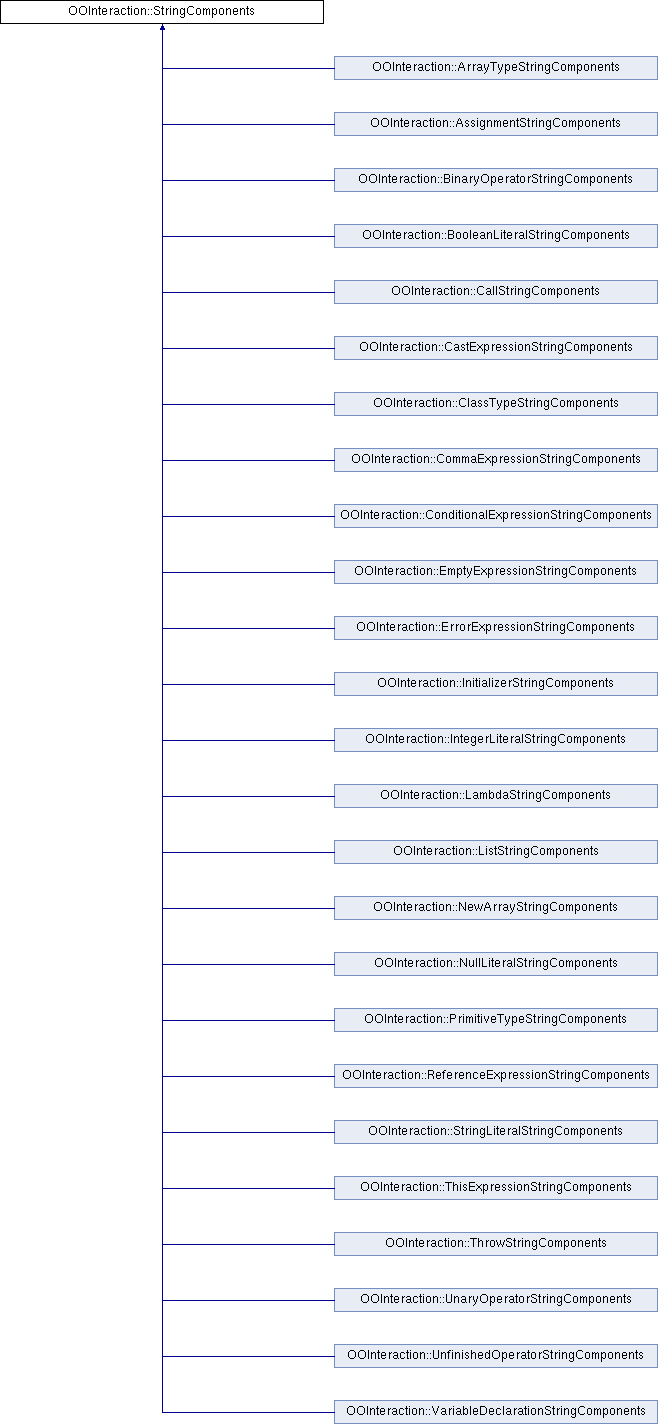 OOInteraction::StringComponents
OOInteraction::ArrayTypeStringComponents
OOInteraction::AssignmentStringComponents
OOInteraction::BinaryOperatorStringComponents
OOInteraction::BooleanLiteralStringComponents
OOInteraction::CallStringComponents
OOInteraction::CastExpressionStringComponents
OOInteraction::ClassTypeStringComponents
OOInteraction::CommaExpressionStringComponents
OOInteraction::ConditionalExpressionStringComponents
OOInteraction::EmptyExpressionStringComponents
OOInteraction::ErrorExpressionStringComponents
OOInteraction::InitializerStringComponents
OOInteraction::IntegerLiteralStringComponents
OOInteraction::LambdaStringComponents
OOInteraction::ListStringComponents
OOInteraction::NewArrayStringComponents
OOInteraction::NullLiteralStringComponents
OOInteraction::PrimitiveTypeStringComponents
OOInteraction::ReferenceExpressionStringComponents
OOInteraction::StringLiteralStringComponents
OOInteraction::ThisExpressionStringComponents
OOInteraction::ThrowStringComponents
OOInteraction::UnaryOperatorStringComponents
OOInteraction::UnfinishedOperatorStringComponents
OOInteraction::VariableDeclarationStringComponents